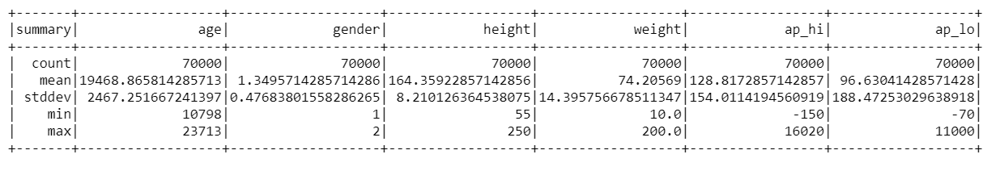 +-------+------------------+-------------------+------------------+------------------+-----------------+------------------+
|summary|               age|             gender|            height|            weight|            ap_hi|             ap_lo|
+-------+------------------+-------------------+------------------+------------------+-----------------+------------------+
|  count|             70000|              70000|             70000|             70000|            70000|             70000|
|   mean|19468.865814285713| 1.3495714285714286|164.35922857142856|          74.20569|128.8172857142857| 96.63041428571428|
| stddev| 2467.251667241397|0.47683801558286265| 8.210126364538075|14.395756678511347|154.0114194560919|188.47253029638918|
|    min|             10798|                  1|                55|              10.0|             -150|               -70|
|    max|             23713|                  2|               250|             200.0|            16020|             11000|
+-------+------------------+-------------------+------------------+------------------+-----------------+------------------+